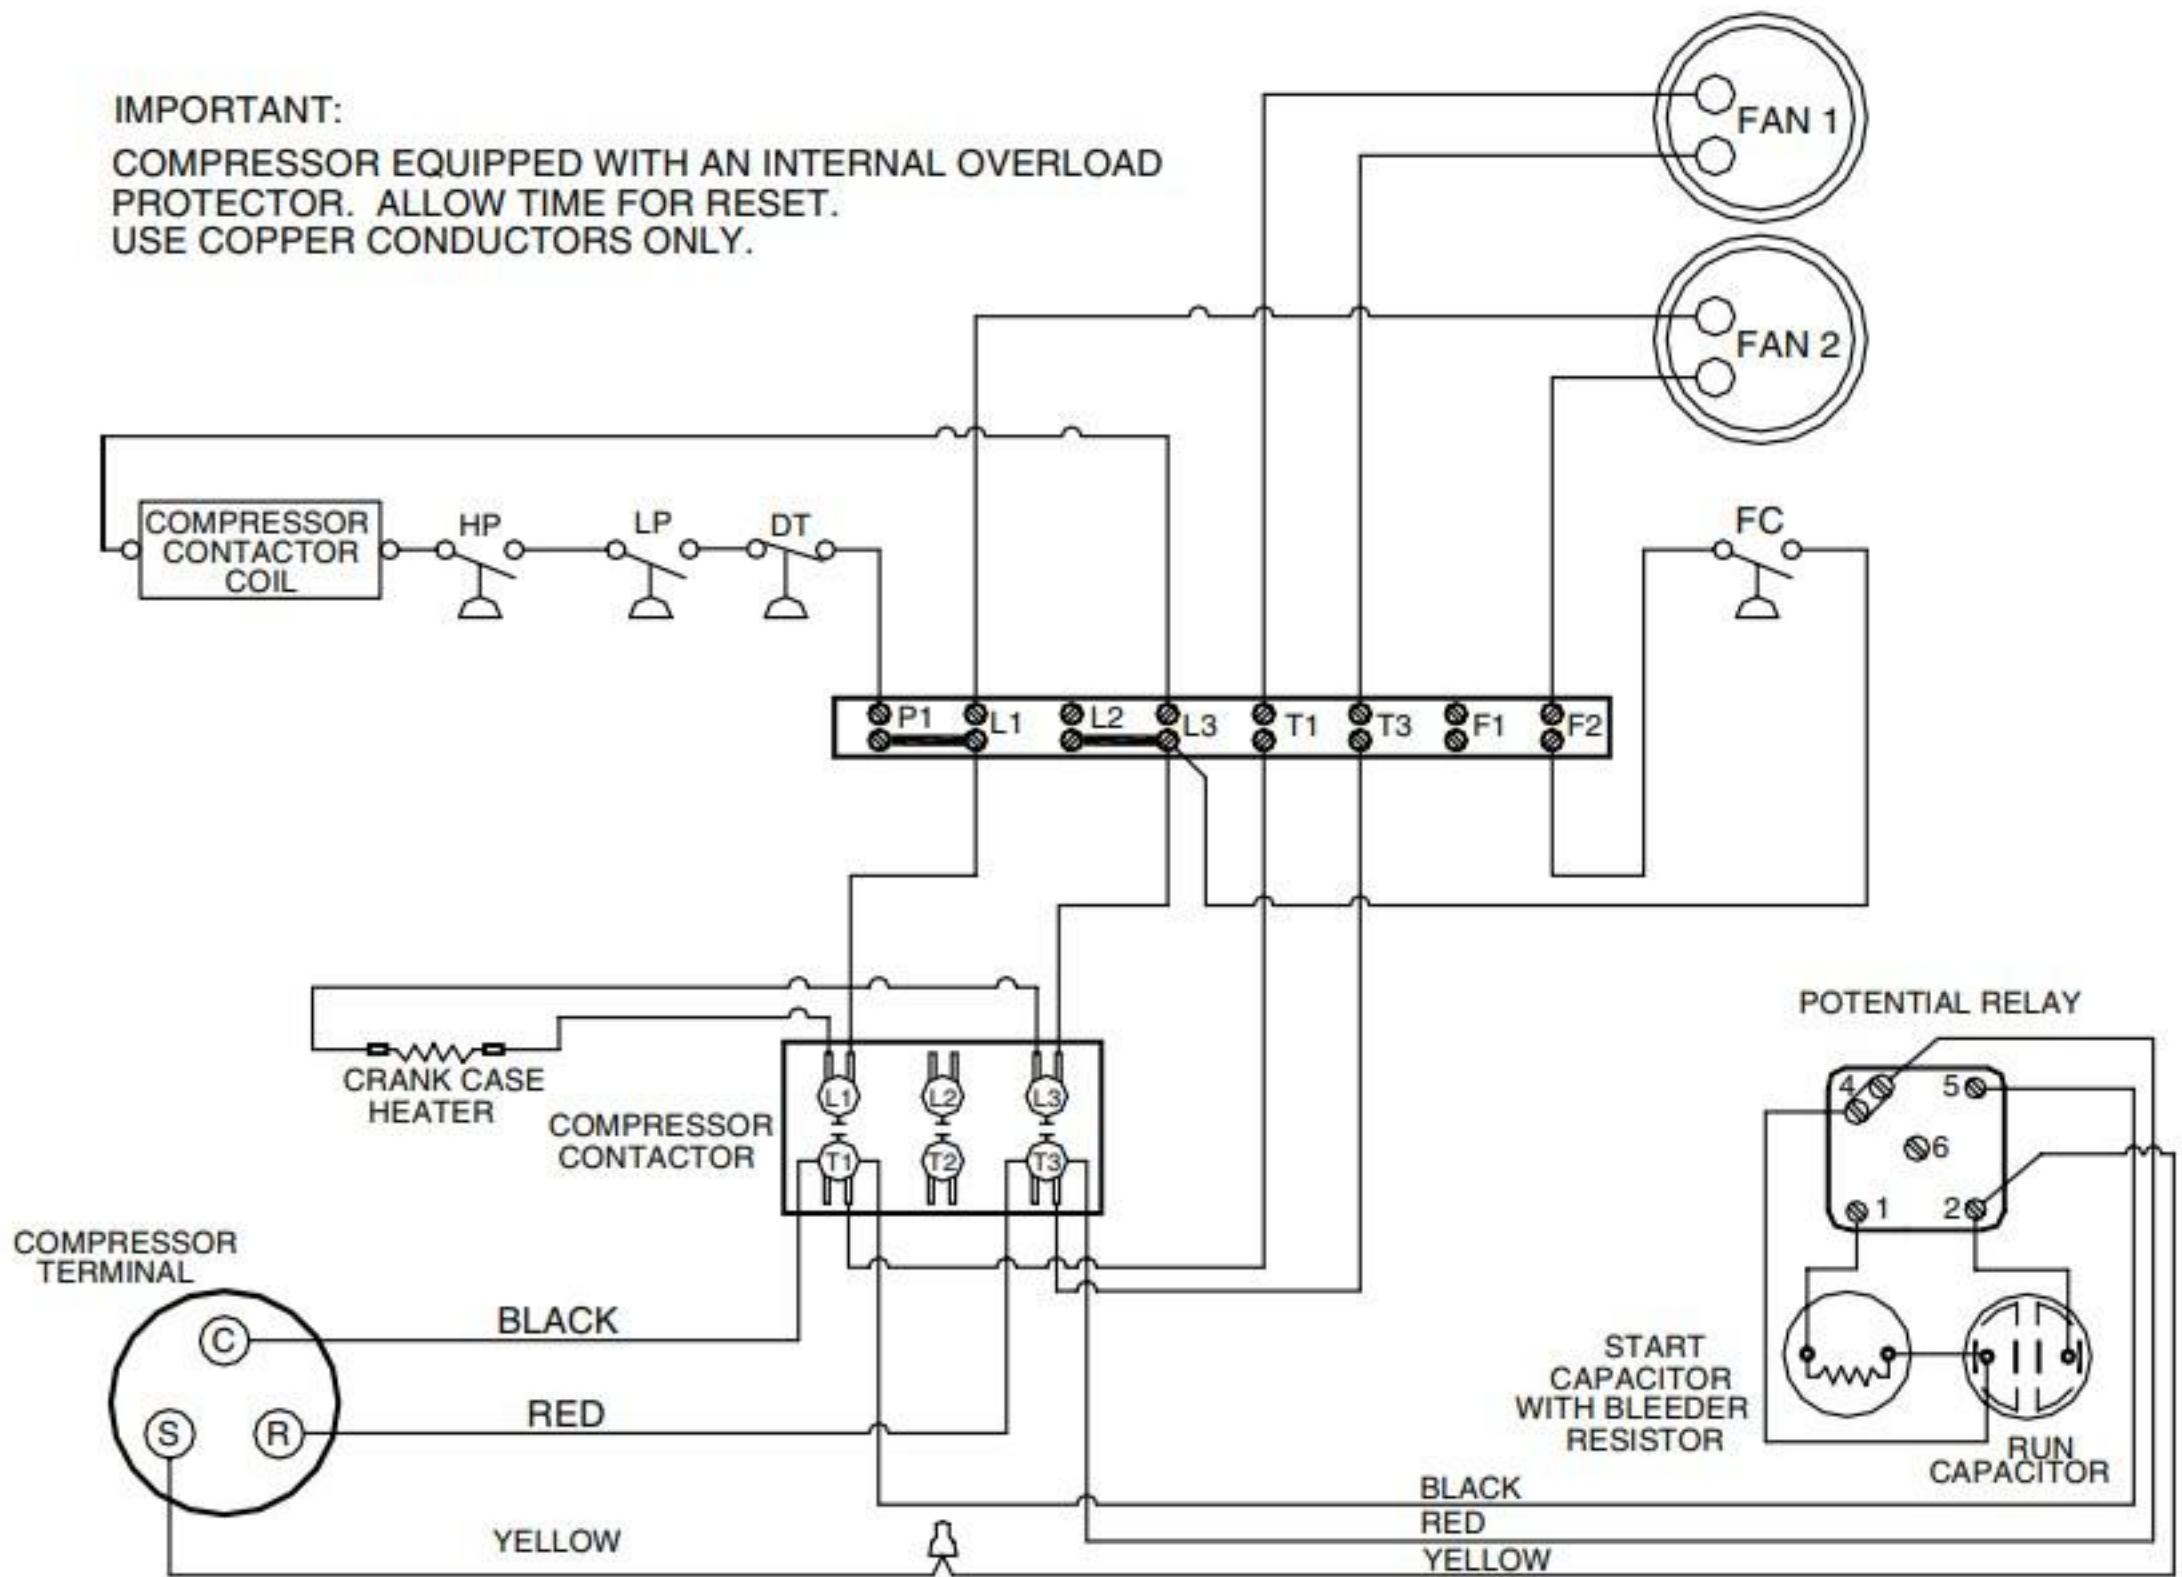 IMPORTANT:
COMPRESSOR EQUIPPED WITH AN INTERNAL OVERLOAD
PROTECTOR. ALLOW TIME FOR RESET.
USE COPPER CONDUCTORS ONLY.
FAN 1
FAN 2
COMPRESSOR
CONTACTOR
COIL
HP
LP
DT
FC
P1
L1
L2
L3
T1
T3
F1
F2
CRANK CASE
HEATER
COMPRESSOR
CONTACTOR
L1
L2
L3
T1
T2
T3
POTENTIAL RELAY
4
5
6
1
2
COMPRESSOR
TERMINAL
C
S
R
BLACK
RED
YELLOW
START
CAPACITOR
WITH BLEEDER
RESISTOR
RUN
CAPACITOR
BLACK
RED
YELLOW